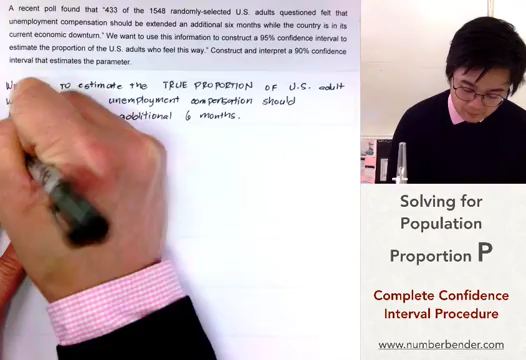 A recent poll found that "433 of the 1548 randomly-selected U.S. adults questioned felt that
unemployment compensation should be extended an additional six months while the country is in its
current economic downturn." We want to use this information to construct a 95% confidence interval to
estimate the proportion of the U.S. adults who feel this way." Construct and interpret a 90% confidence
interval that estimates the parameter.
to estimate the TRUE PROPORTION OF U.S. adult
unemployment compensation should
additional 6 months.
Solving for
Population
Proportion P
Complete Confidence
Interval Procedure
www.numberbender.com